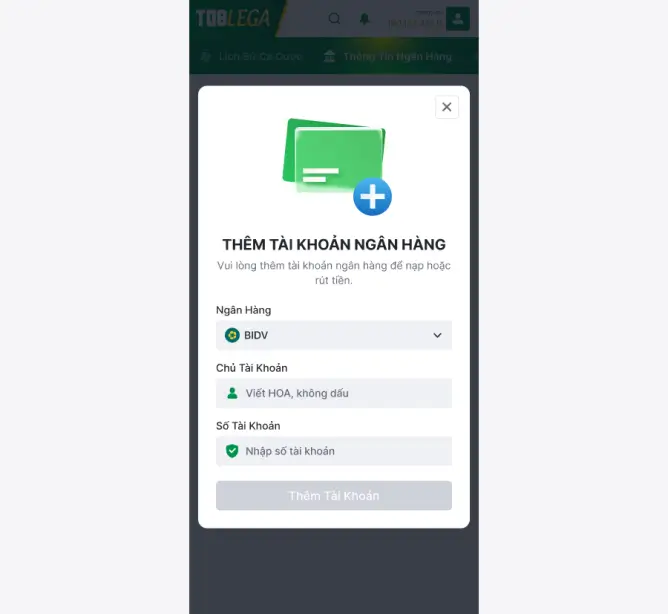 Lịch Sử Cá Cược
Thông Tin Ngân Hàng
THÊM TÀI KHOẢN NGÂN HÀNG
Vui lòng thêm tài khoản ngân hàng để nạp hoặc
rút tiền.
Ngân Hàng
BIDV
Chủ Tài Khoản
Viết HOA, không dấu
Số Tài Khoản
Nhập số tài khoản
Thêm Tài Khoản